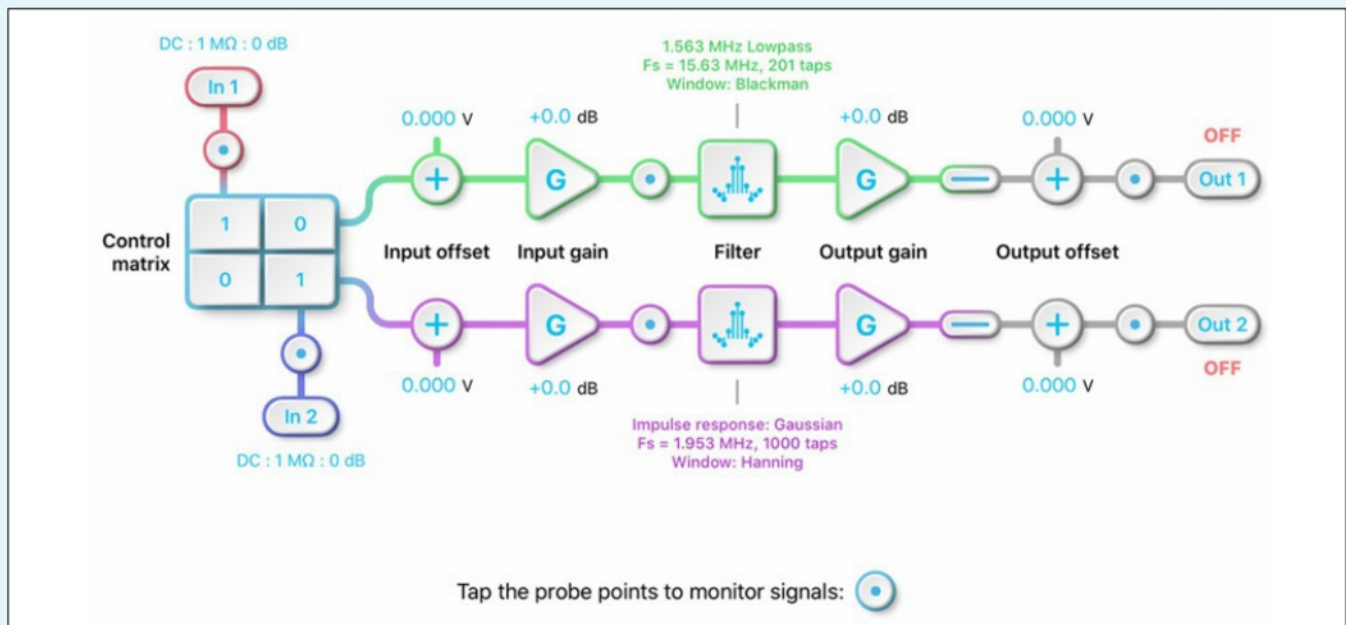 DC : 1 MΩ : 0 dB
In 1
1.563 MHz Lowpass
Fs = 15.63 MHz, 201 taps
Window: Blackman
0.000 V
+0.0 dB
+0.0 dB
0.000 V
OFF
G
G
Out 1
Control
matrix
1 0
0 1
Input offset
Input gain
Filter
Output gain
Output offset
G
G
Out 2
0.000 V
+0.0 dB
+0.0 dB
0.000 V
OFF
In 2
DC : 1 MΩ : 0 dB
Impulse response: Gaussian
Fs = 1.953 MHz, 1000 taps
Window: Hanning
Tap the probe points to monitor signals: